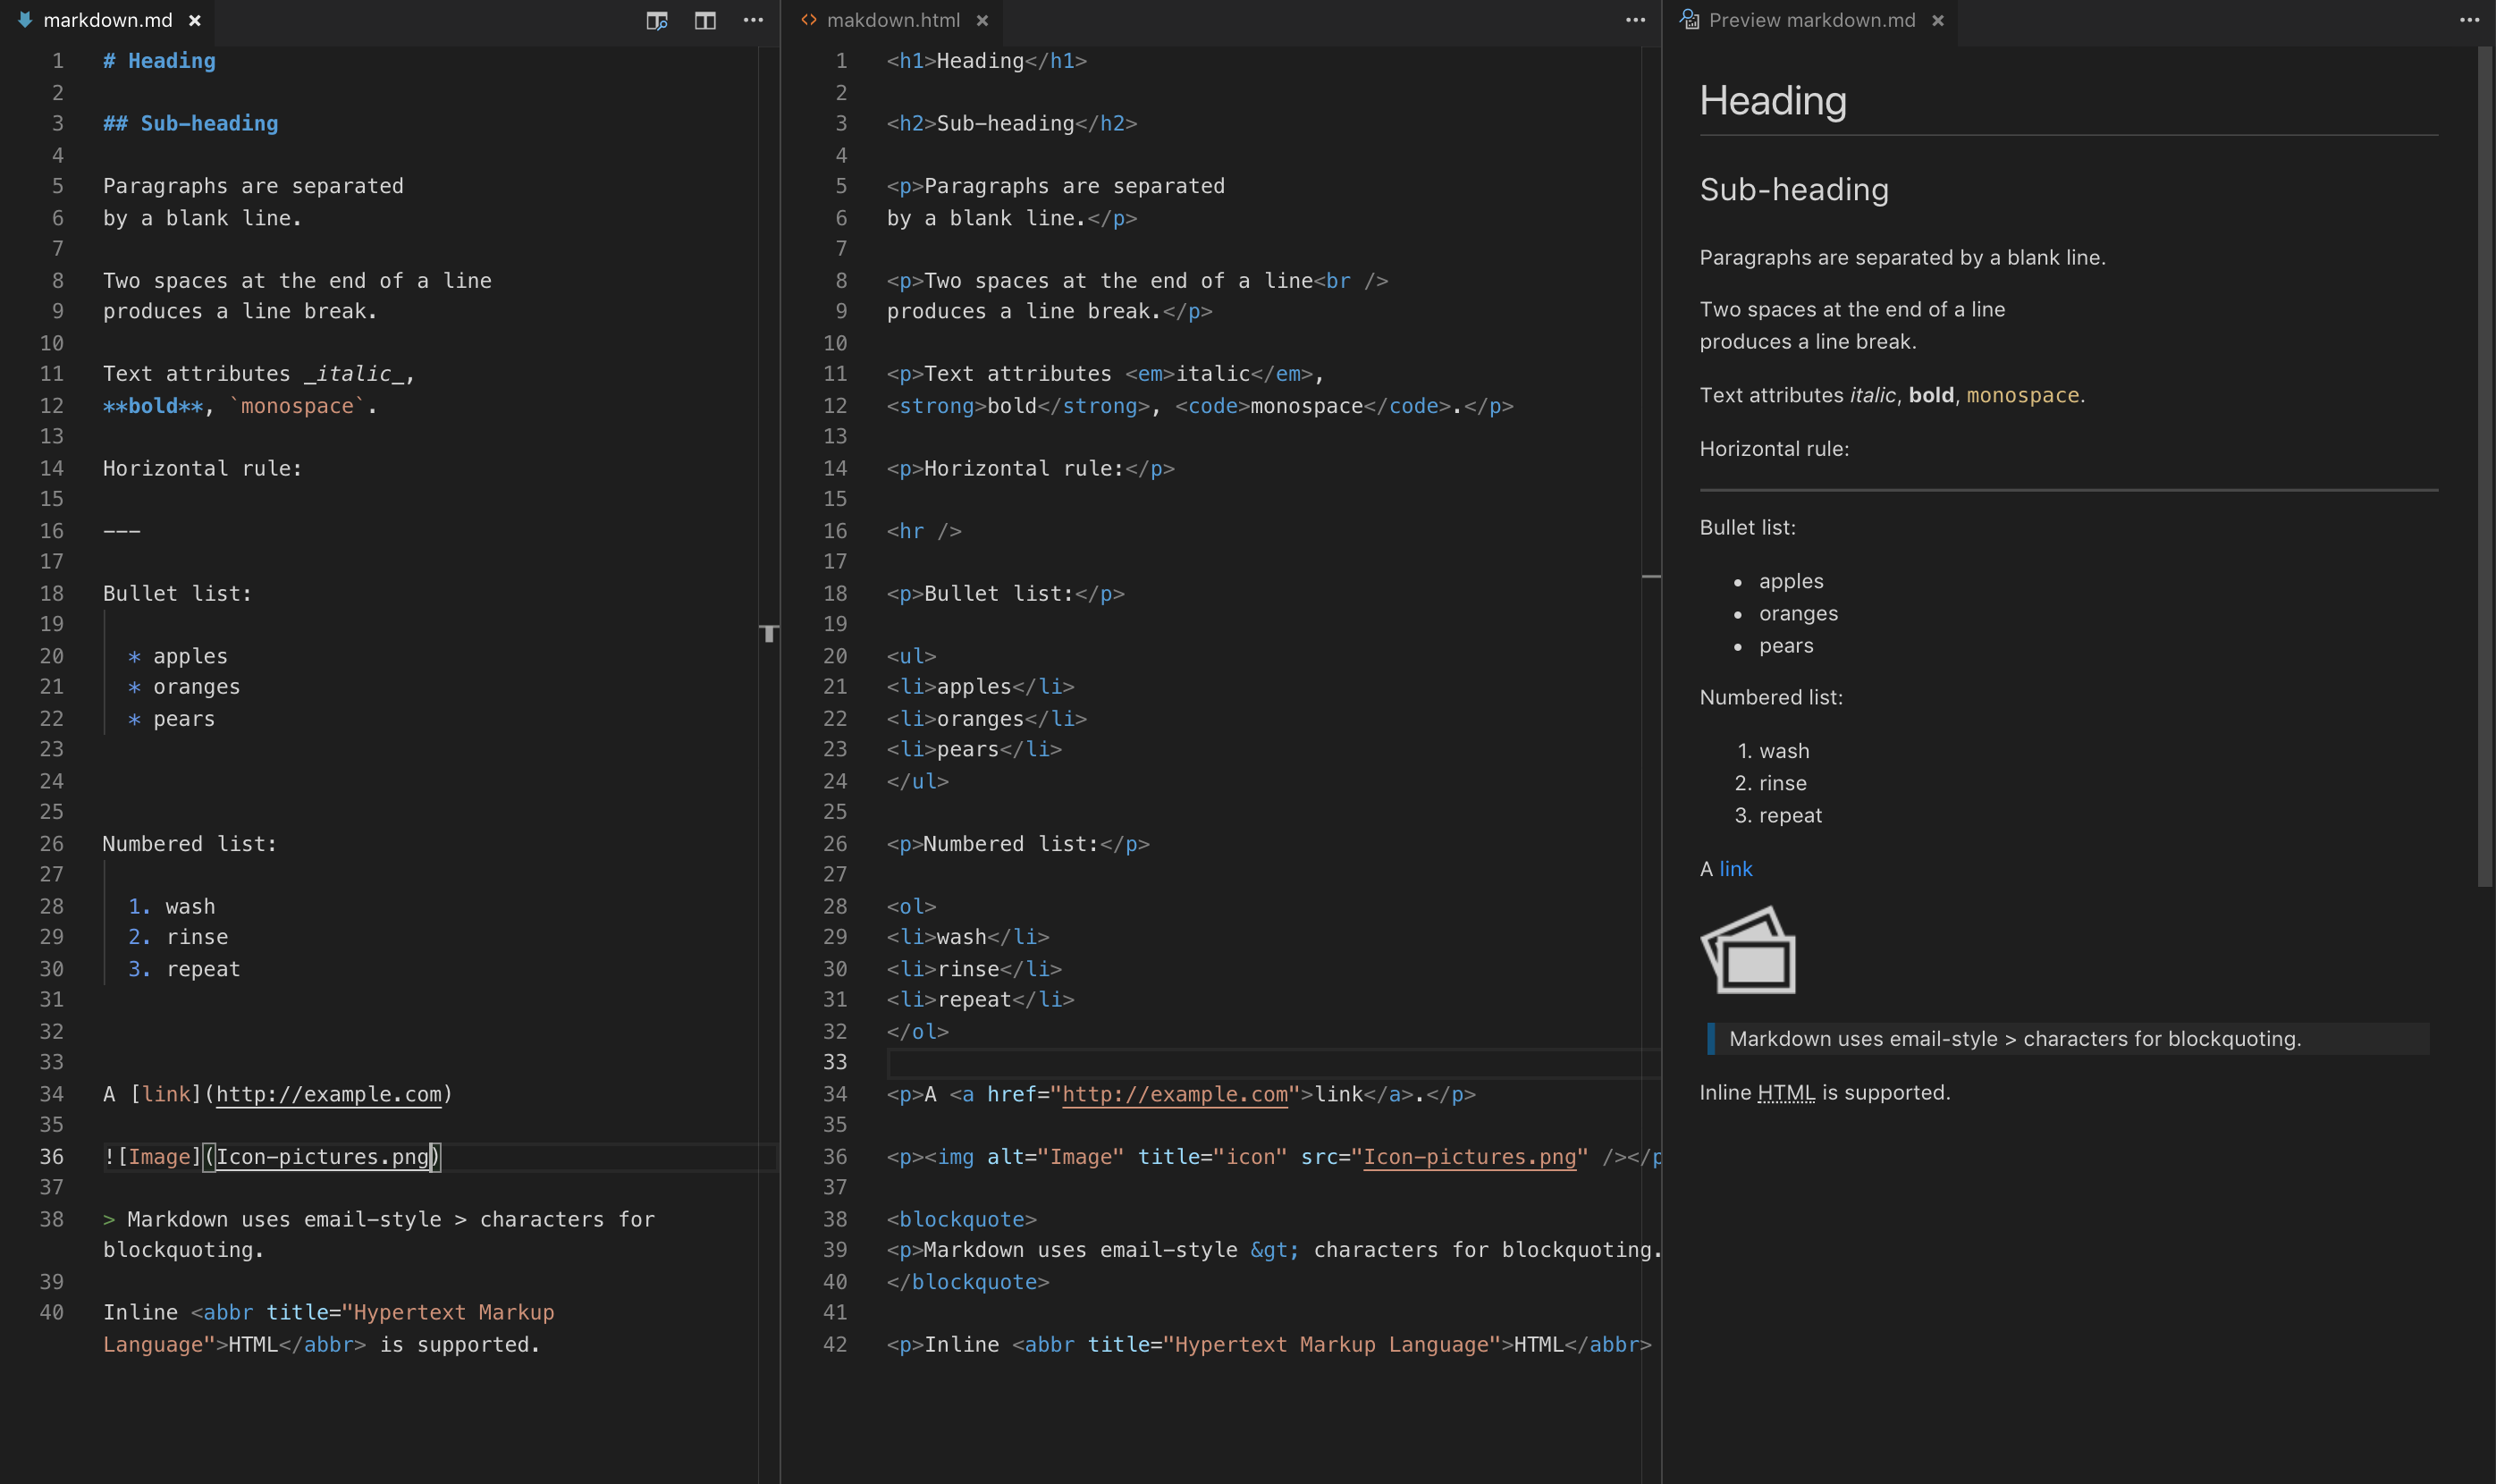 markdown.md
1 # Heading
2
3 ## Sub-heading
4
5 Paragraphs are separated
6 by a blank line.
7
8 Two spaces at the end of a line
9 produces a line break.
10
11 Text attributes _italic_,
12 **bold**, `monospace`.
13
14 Horizontal rule:
15
16 ---
17
18 Bullet list:
19
20 * apples
21 * oranges
22 * pears
23
24
25
26 Numbered list:
27
28 1. wash
29 2. rinse
30 3. repeat
31
32
33
34 A [link](http://example.com)
35
36 ![Image](Icon-pictures.png)
37
38 > Markdown uses email-style > characters for
blockquoting.
39
40 Inline <abbr title="Hypertext Markup
Language">HTML</abbr> is supported.
makdown.html
1 <h1>Heading</h1>
2
3 <h2>Sub-heading</h2>
4
5 <p>Paragraphs are separated
6 by a blank line.</p>
7
8 <p>Two spaces at the end of a line<br />
9 produces a line break.</p>
10
11 <p>Text attributes <em>italic</em>,
12 <strong>bold</strong>, <code>monospace</code>.</p>
13
14 <p>Horizontal rule:</p>
15
16 <hr />
17
18 <p>Bullet list:</p>
19
20 <ul>
21 <li>apples</li>
22 <li>oranges</li>
23 <li>pears</li>
24 </ul>
25
26 <p>Numbered list:</p>
27
28 <ol>
29 <li>wash</li>
30 <li>rinse</li>
31 <li>repeat</li>
32 </ol>
33
34 <p>A <a href="http://example.com">link</a>.</p>
35
36 <p><img alt="Image" title="icon" src="Icon-pictures.png" /></p
37
38 <blockquote>
39 <p>Markdown uses email-style &gt; characters for blockquoting.
40 </blockquote>
41
42 <p>Inline <abbr title="Hypertext Markup Language">HTML</abbr>
Preview markdown.md
Heading
Sub-heading
Paragraphs are separated by a blank line.
Two spaces at the end of a line
produces a line break.
Text attributes italic, bold, monospace.
Horizontal rule:
Bullet list:
• apples
• oranges
• pears
Numbered list:
1. wash
2. rinse
3. repeat
A link
Markdown uses email-style > characters for blockquoting.
Inline HTML is supported.